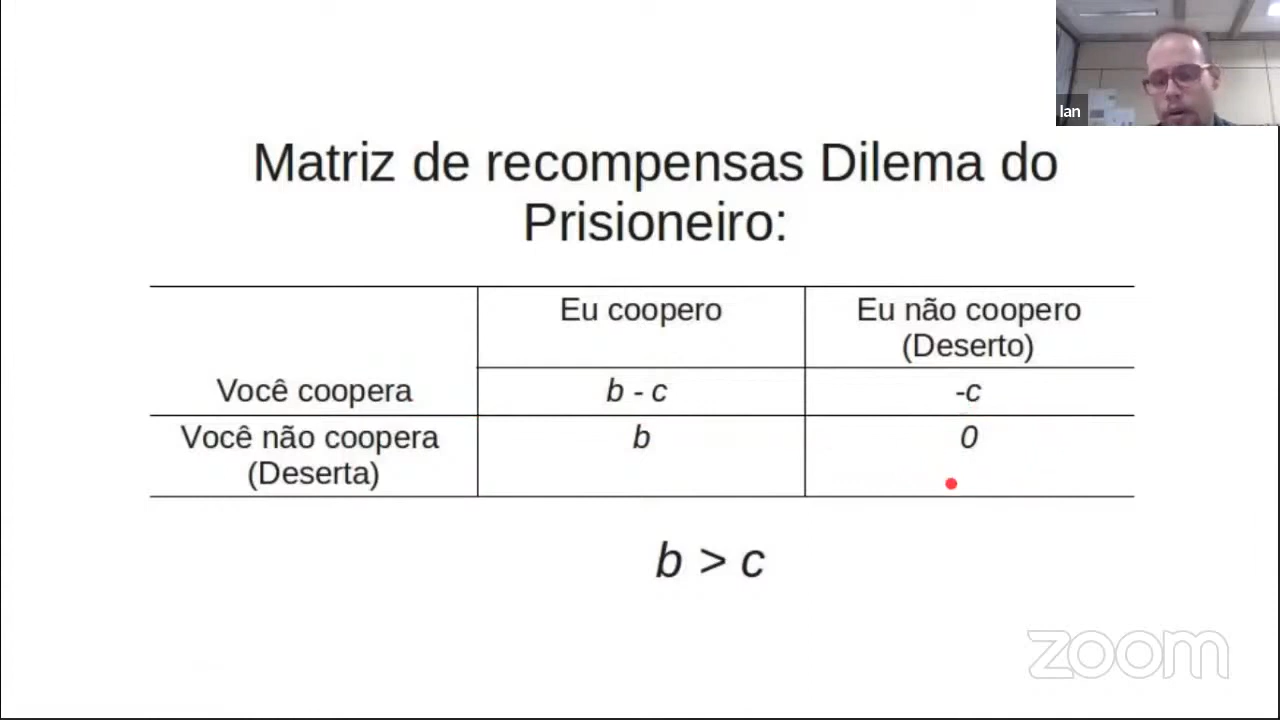 Ian
Matriz de recompensas Dilema do
Prisioneiro:
Eu coopero
Eu não coopero
(Deserto)
Você coopera
b - c
-c
Você não coopera
(Deserta)
b
0
b > c
zoom